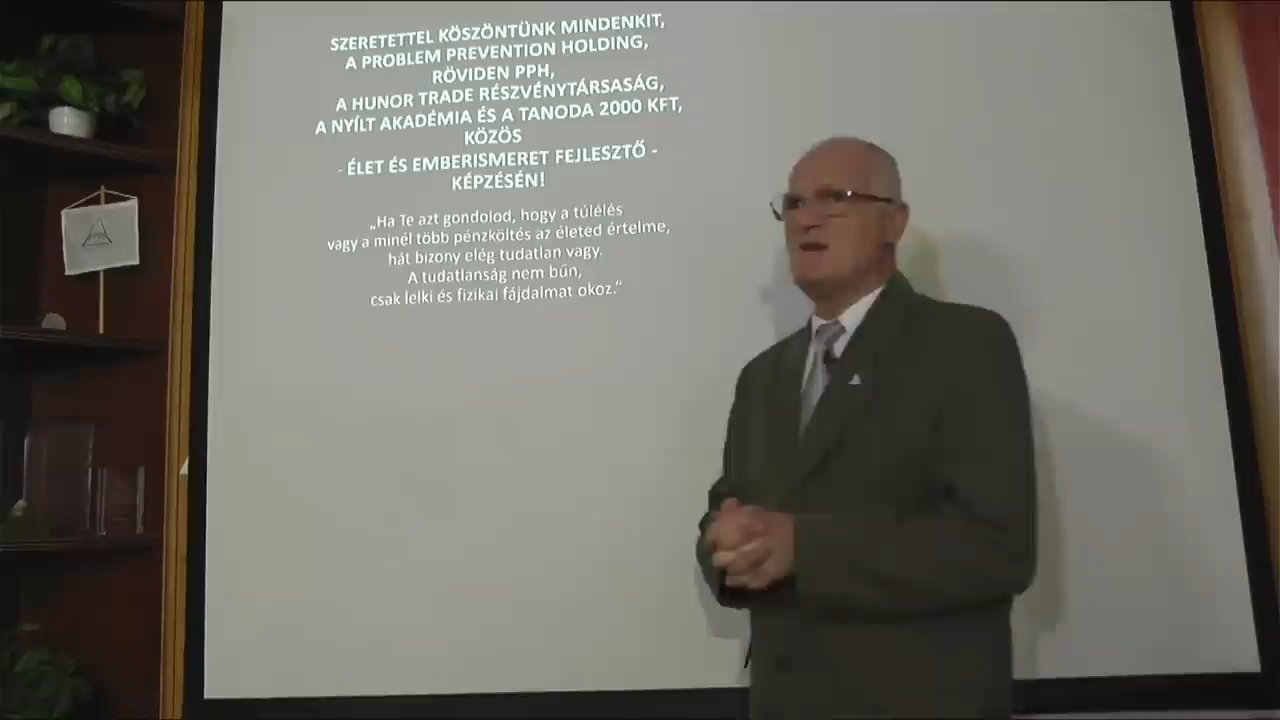 SZERETETTEL KÖSZÖNTÜNK MINDENKIT,
A PROBLEM PREVENTION HOLDING,
RÖVIDEN PPH,
A HUNOR TRADE RÉSZVÉNYTÁRSASÁG,
A NYÍLT AKADÉMIA ÉS A TANODA 2000 KFT,
KÖZÖS
- ÉLET ÉS EMBERISMERET FEJLESZTŐ -
KÉPZÉSÉN!
„Ha Te azt gondolod, hogy a túlélés
vagy a minél több pénzköltés az életed értelme,
hát bizony elég tudatlan vagy.
A tudatlanság nem bűn,
csak lelki és fizikai fájdalmat okoz.”